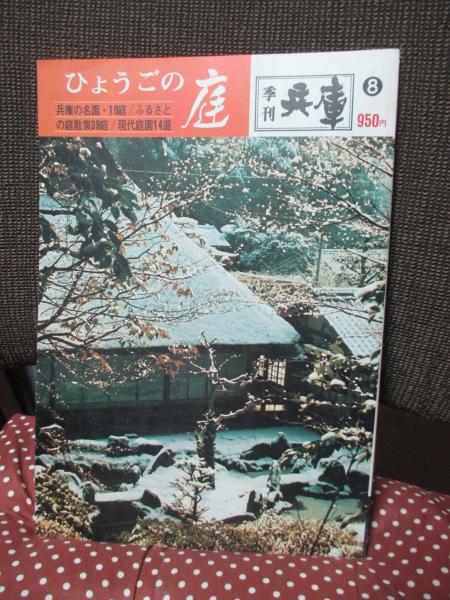 ひょうごの庭
兵庫の名園・10庭/ふるさと
の庭散策39庭/現代庭園14選
季刊
兵庫
8
950円